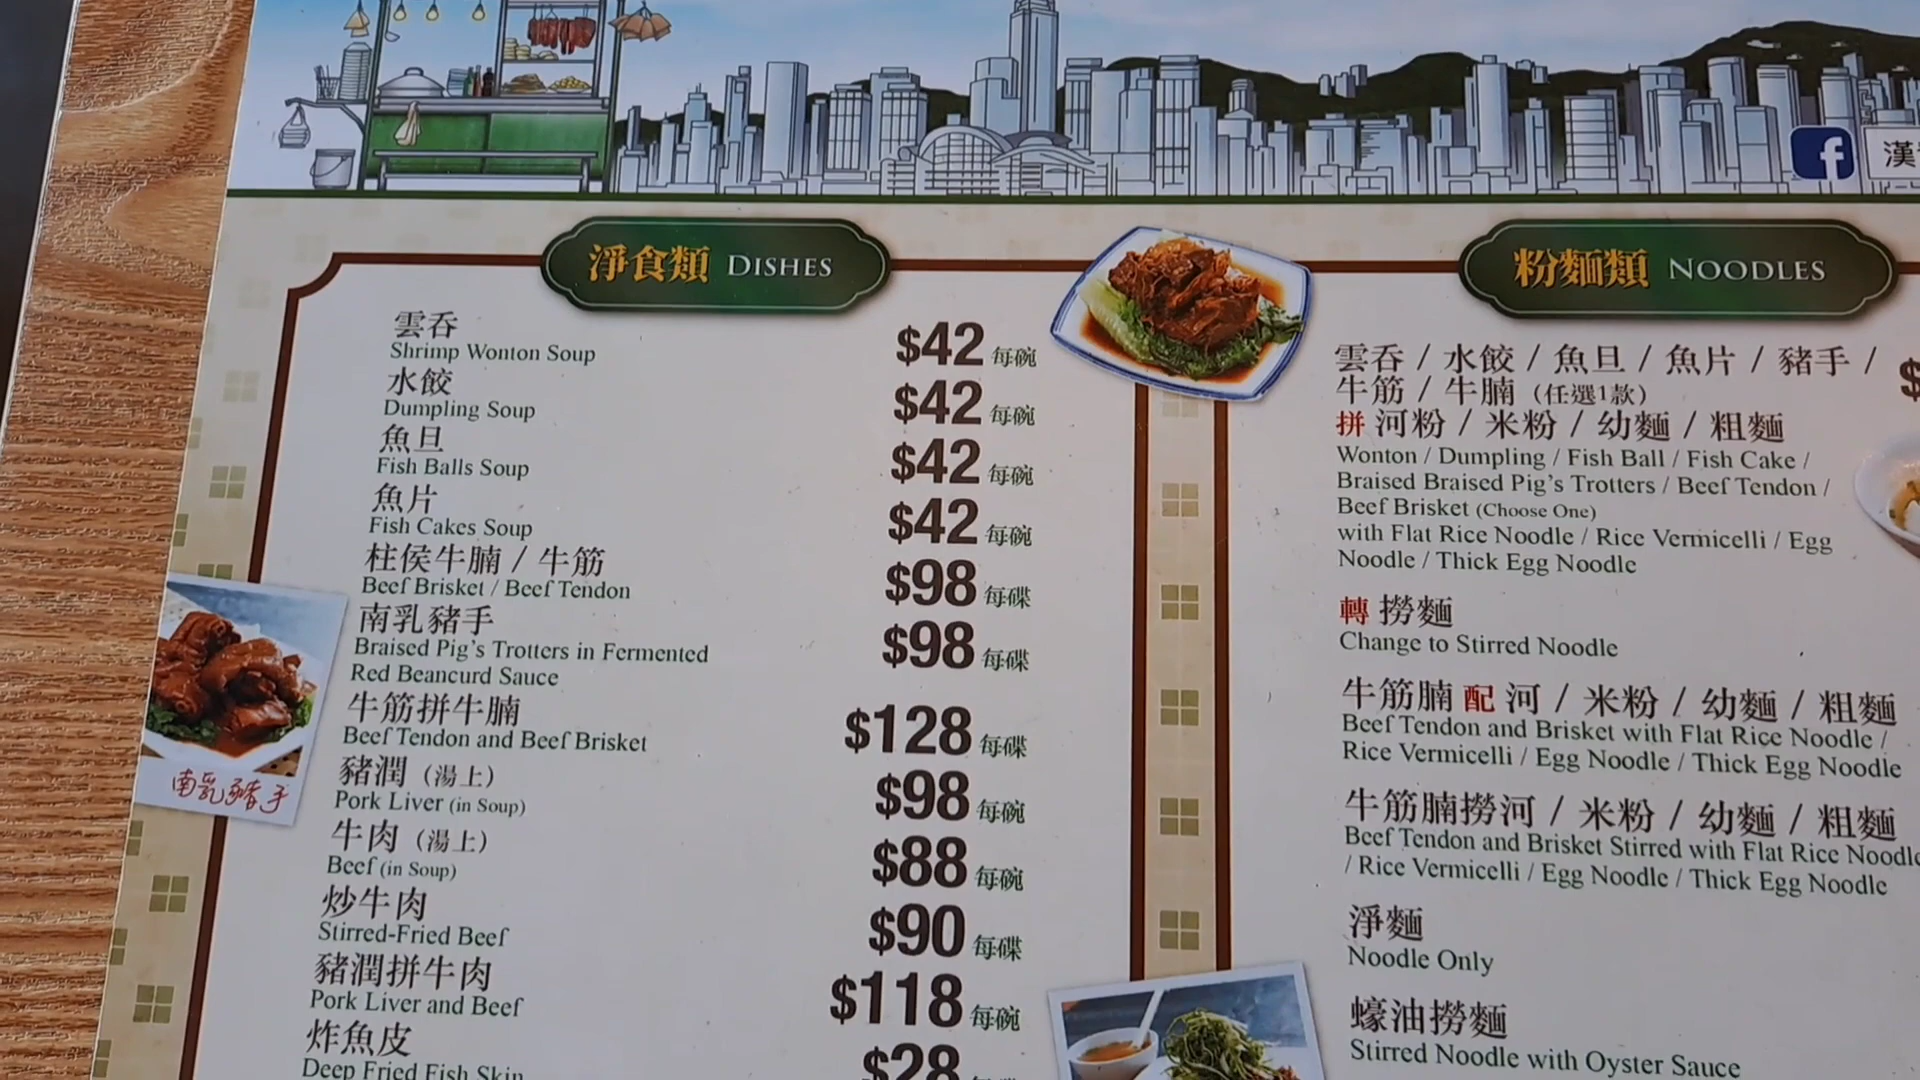 漢
淨食類 DISHES
雲吞
Shrimp Wonton Soup
$42 每碗
水餃
Dumpling Soup
$42 每碗
魚旦
Fish Balls Soup
$42 每碗
魚片
Fish Cakes Soup
$42 每碗
柱侯牛腩 / 牛筋
Beef Brisket / Beef Tendon
$98 每碟
南乳豬手
Braised Pig's Trotters in Fermented
Red Beancurd Sauce
$98 每碟
牛筋拼牛腩
Beef Tendon and Beef Brisket
$128 每碟
豬潤 (湯上)
Pork Liver (in Soup)
$98 每碗
牛肉 (湯上)
Beef (in Soup)
$88 每碗
炒牛肉
Stirred-Fried Beef
$90 每碟
豬潤拼牛肉
Pork Liver and Beef
$118 每碗
炸魚皮
Deep Fried Fish Skin
$28
南乳豬手
粉麵類 NOODLES
雲吞 / 水餃 / 魚旦 / 魚片 / 豬手 /
牛筋 / 牛腩 (任選1款)
拼 河粉 / 米粉 / 幼麵 / 粗麵
Wonton / Dumpling / Fish Ball / Fish Cake /
Braised Braised Pig's Trotters / Beef Tendon /
Beef Brisket (Choose One)
with Flat Rice Noodle / Rice Vermicelli / Egg
Noodle / Thick Egg Noodle
$
轉 撈麵
Change to Stirred Noodle
牛筋腩 配 河 / 米粉 / 幼麵 / 粗麵
Beef Tendon and Brisket with Flat Rice Noodle /
Rice Vermicelli / Egg Noodle / Thick Egg Noodle
牛筋腩撈河 / 米粉 / 幼麵 / 粗麵
Beef Tendon and Brisket Stirred with Flat Rice Noodle
/ Rice Vermicelli / Egg Noodle / Thick Egg Noodle
淨麵
Noodle Only
蠔油撈麵
Stirred Noodle with Oyster Sauce